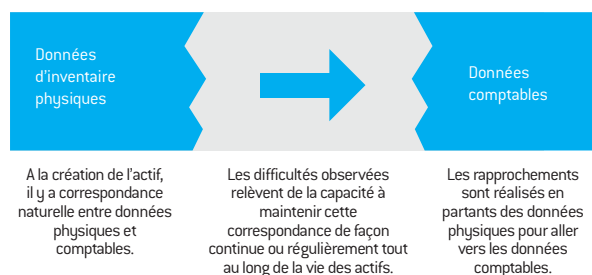 Données
d'inventaire
physiques
Données
comptables
A la création de l'actif,
il y a correspondance
naturelle entre données
physiques et
comptables.
Les difficultés observées
relèvent de la capacité à
maintenir cette
correspondance de façon
continue ou régulièrement tout
au long de la vie des actifs.
Les rapprochements
sont réalisés en
partants des données
physiques pour aller
vers les données
comptables.